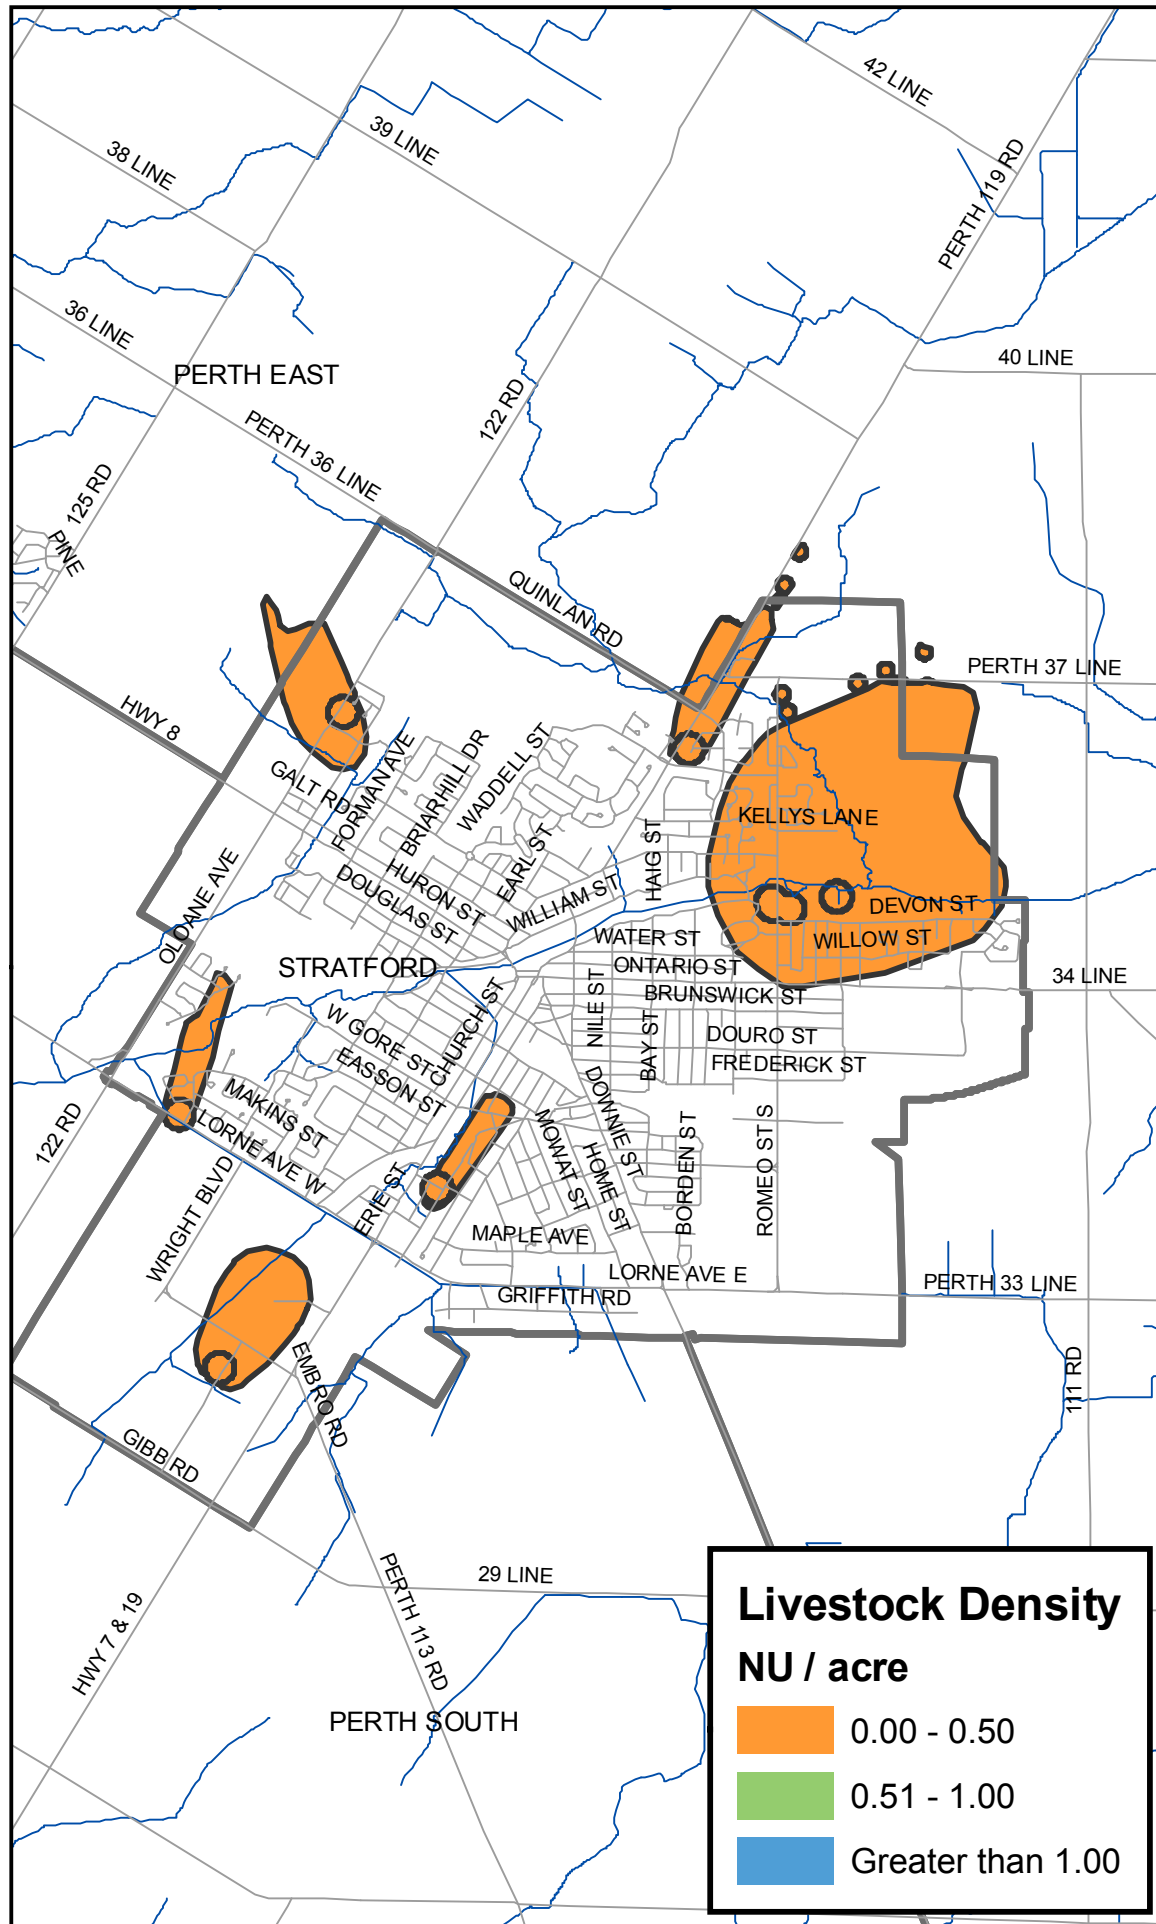 42 LINE
39 LINE
38 LINE
PERTH 119 RD
36 LINE
40 LINE
PERTH EAST
122 RD
PERTH 36 LINE
125 RD
PINE
QUINLAN RD
PERTH 37 LINE
HWY 8
GALT RD
FORMAN AVE
BRIARHILL DR
WADDELL ST
KELLYS LANE
HAIG ST
EARL ST
HURON ST
DOUGLAS ST
WILLIAM ST
DEVON ST
WILLOW ST
OLOANE AVE
WATER ST
STRATFORD
ONTARIO ST
34 LINE
BRUNSWICK ST
NILE ST
CHURCH ST
W GORE ST
DOURO ST
BAY ST
EASSON ST
FREDERICK ST
MAKINS ST
122 RD
LORNE AVE W
DOWNIE ST
MOWAT ST
HOME ST
BORDEN ST
ROMEO ST S
ERIE ST
WRIGHT BLVD
MAPLE AVE
LORNE AVE E
GRIFFITH RD
PERTH 33 LINE
EMBRO RD
111 RD
GIBB RD
29 LINE
PERTH 113 RD
HWY 7 & 19
PERTH SOUTH
Livestock Density
NU / acre
0.00 - 0.50
0.51 - 1.00
Greater than 1.00